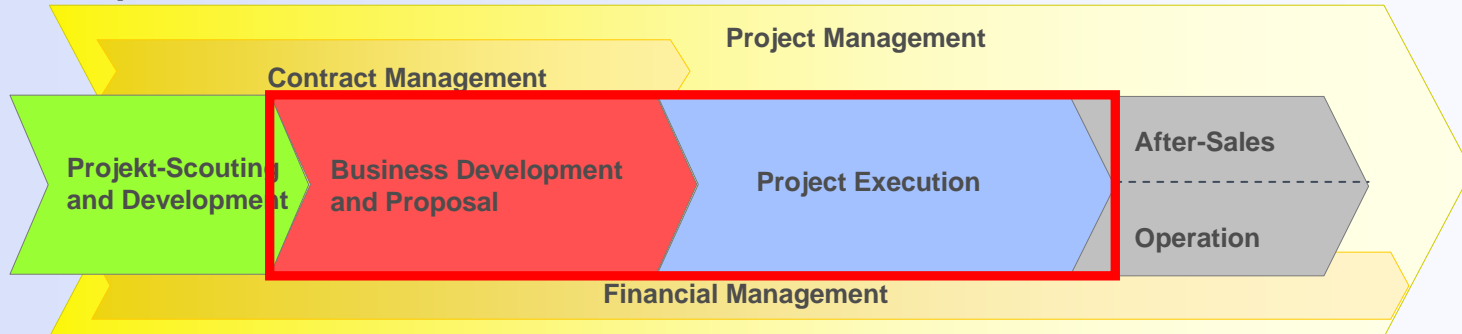 Project Management
Contract Management
Projekt-Scouting
and Development
Business Development
and Proposal
Project Execution
After-Sales
Operation
Financial Management